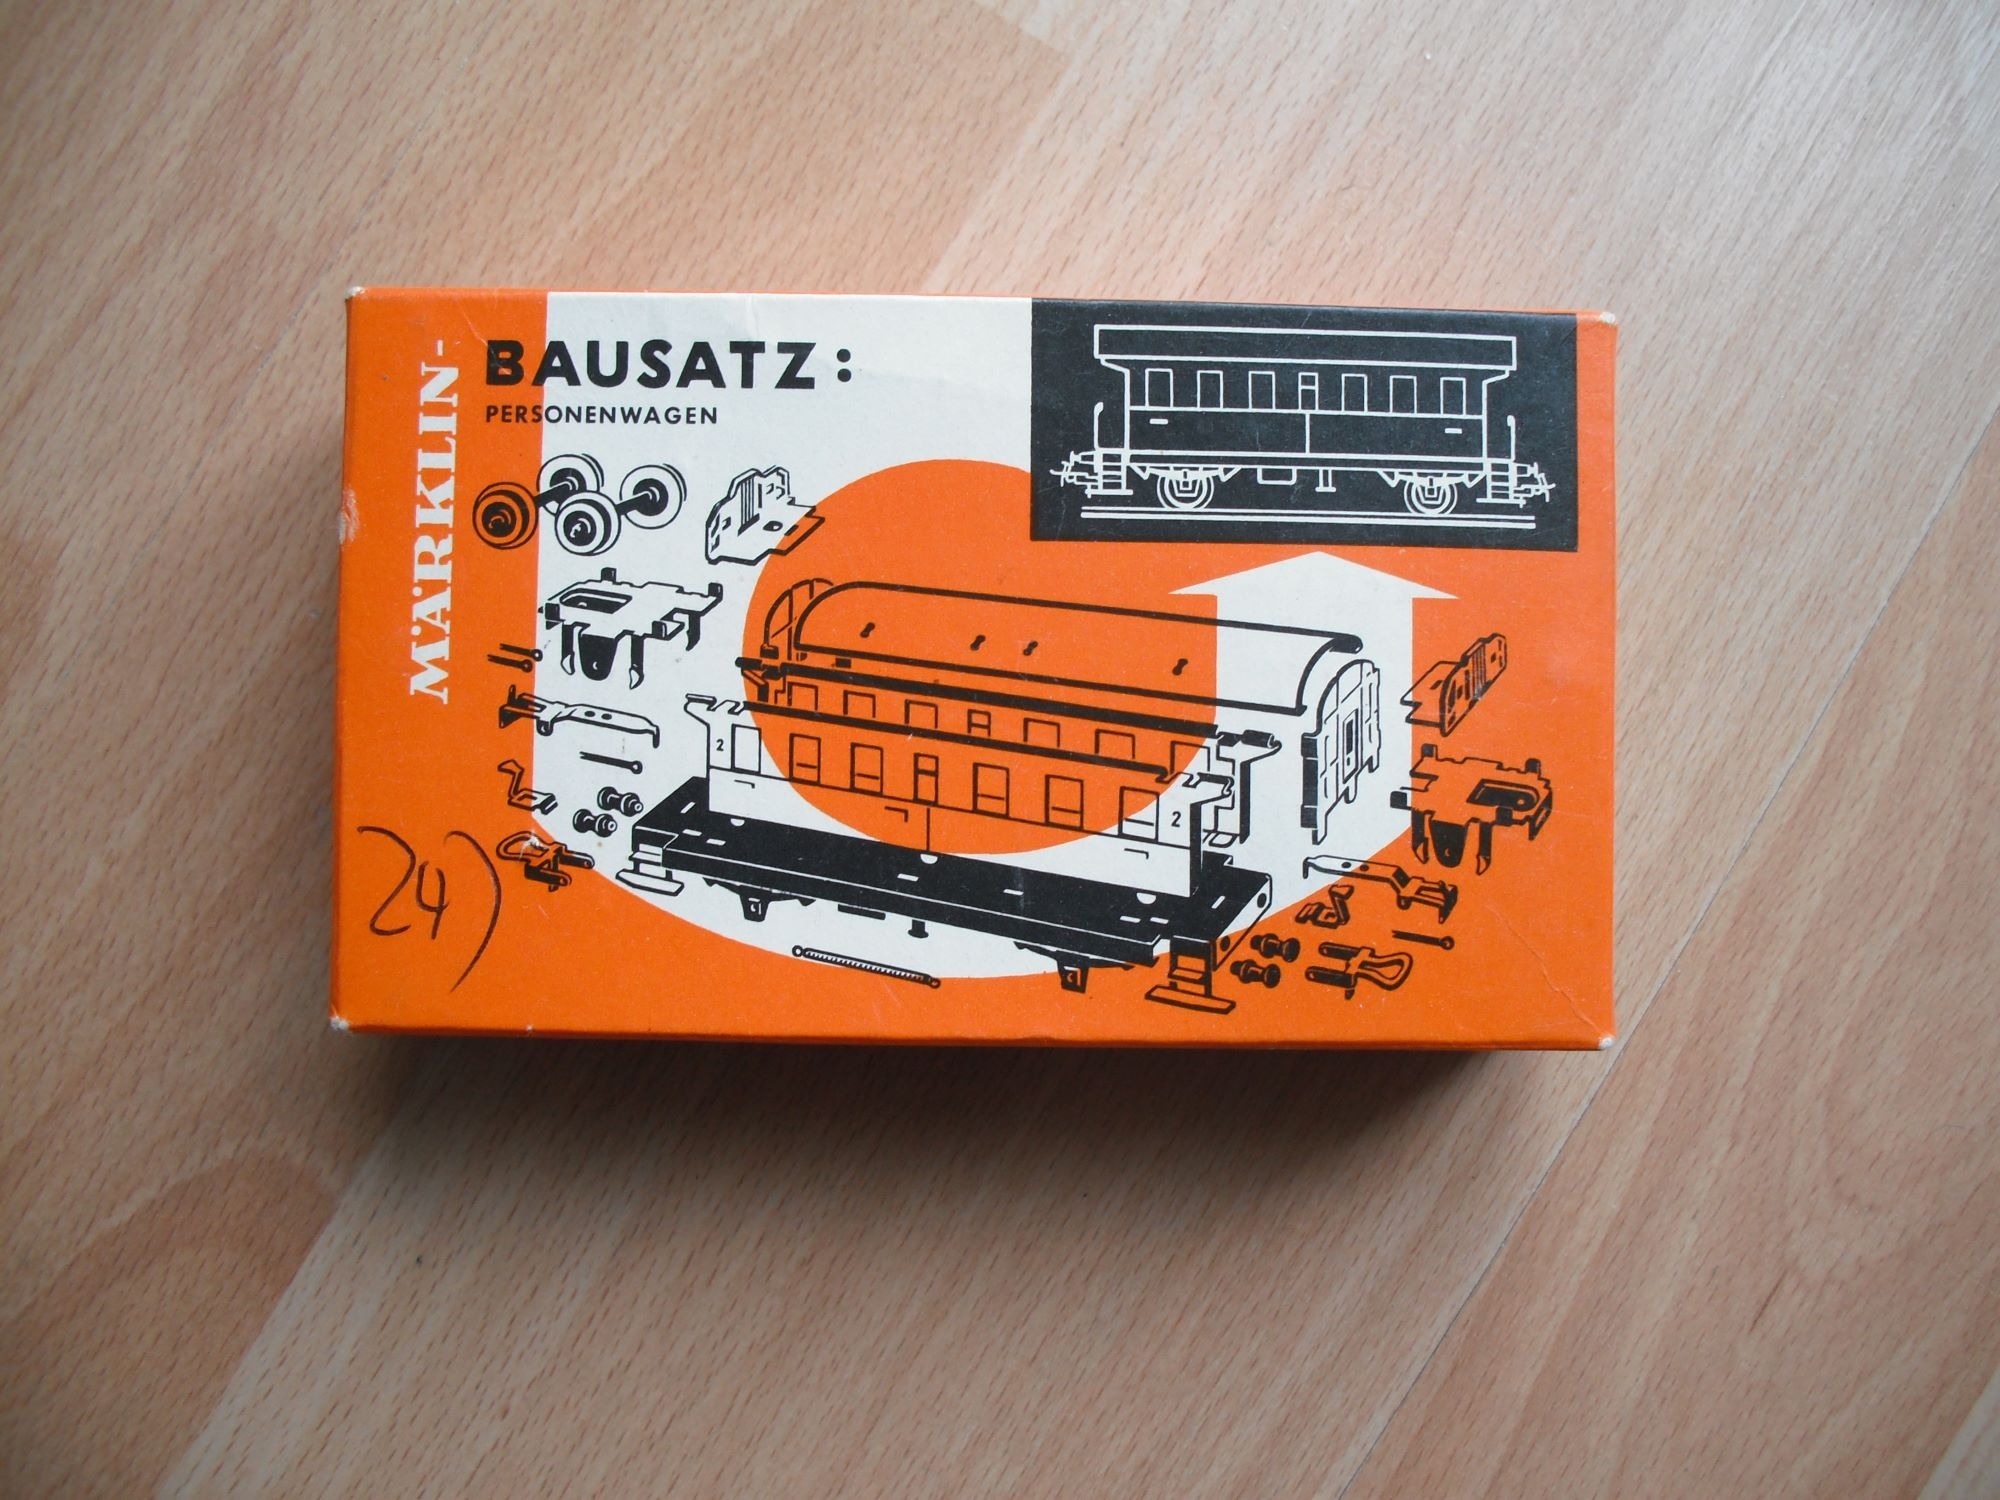 MÄRKLIN-
BAUSATZ:
PERSONENWAGEN
2
2
24)